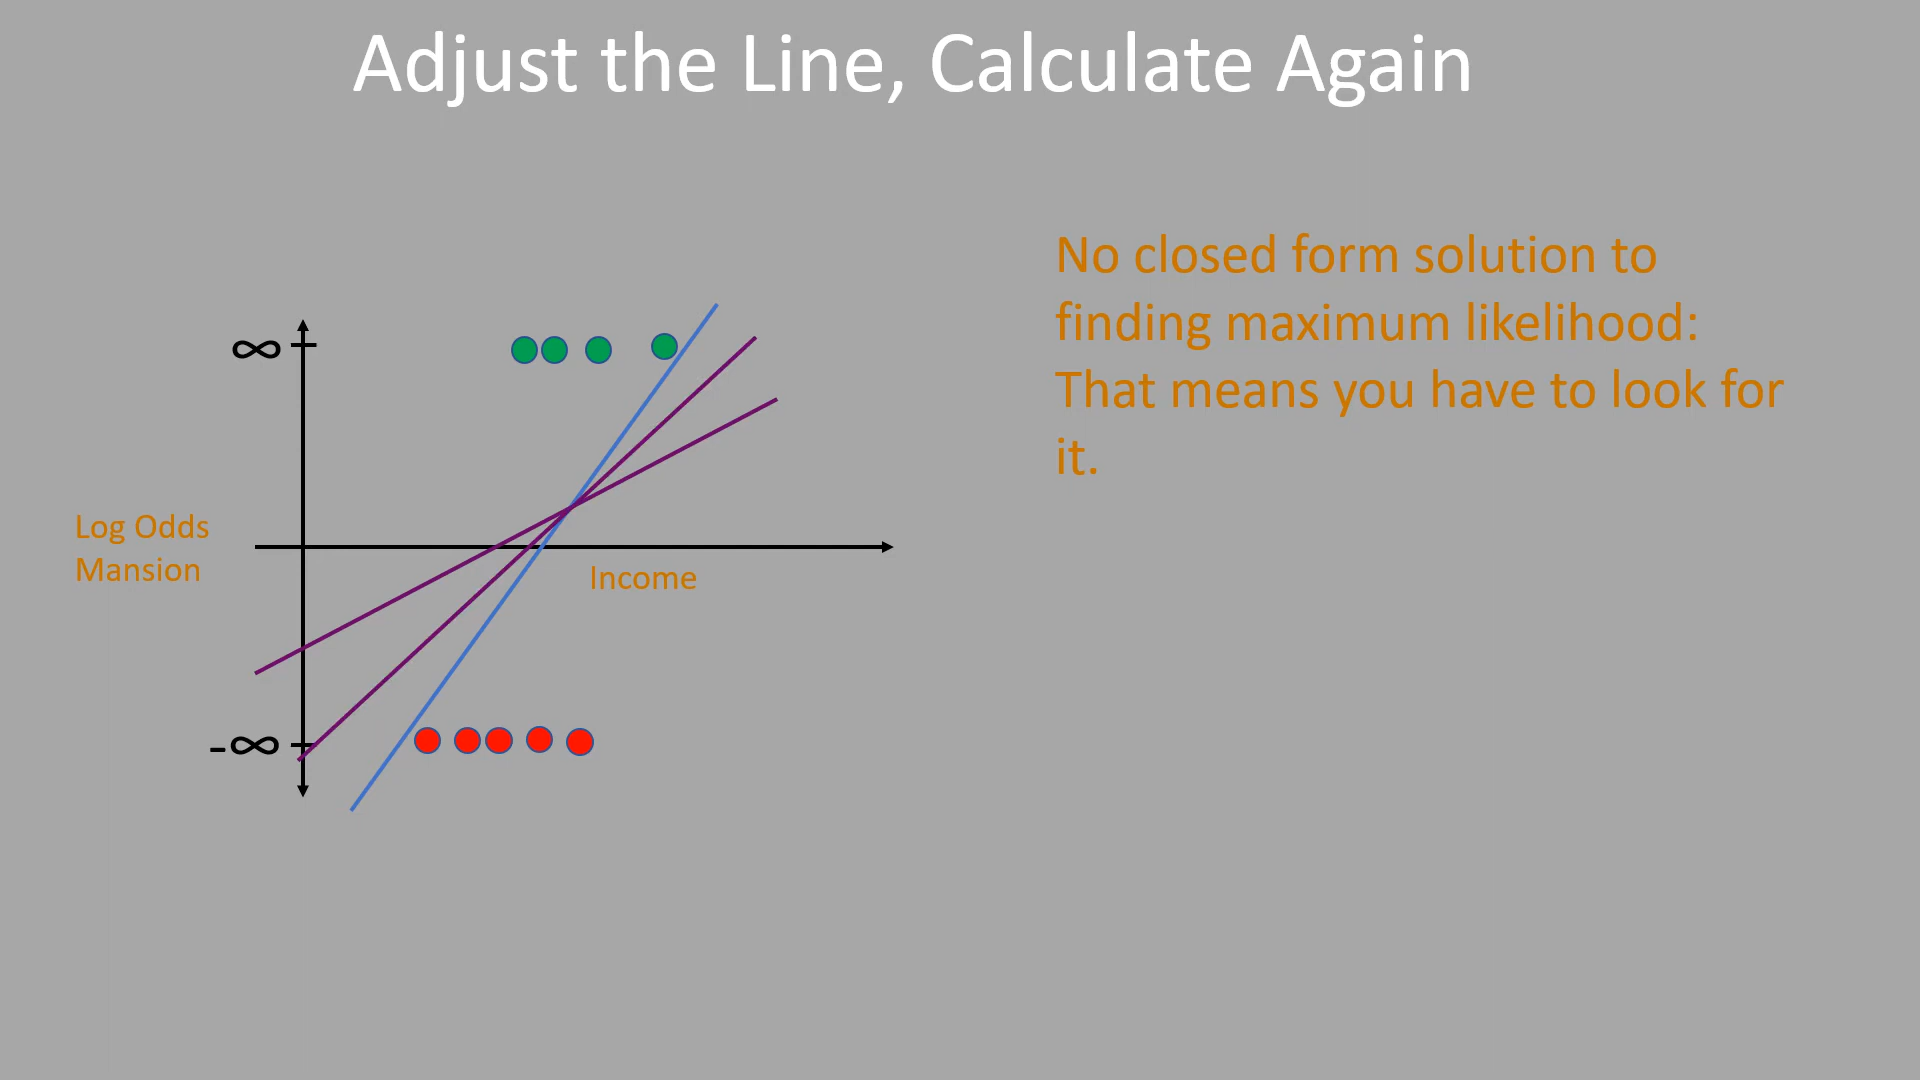 Adjust the Line, Calculate Again
No closed form solution to
finding maximum likelihood:
That means you have to look for
it.
∞
Log Odds
Mansion
Income
-∞